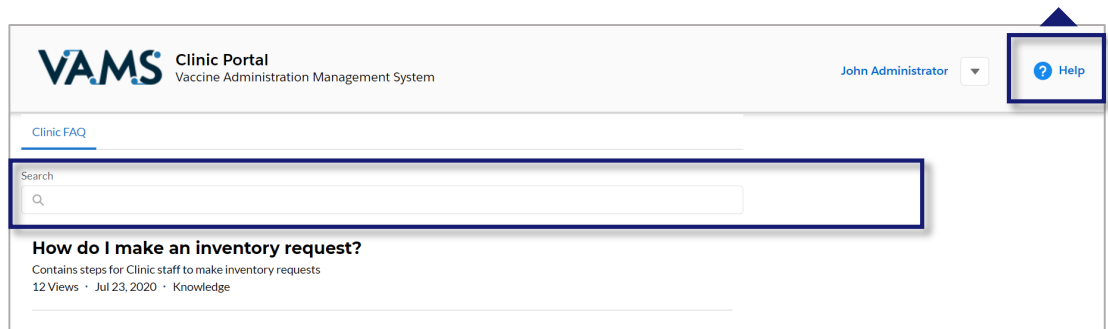 VAMS
Clinic Portal
Vaccine Administration Management System
John Administrator
? Help
Clinic FAQ
Search
How do I make an inventory request?
Contains steps for Clinic staff to make inventory requests
12 Views · Jul 23, 2020 · Knowledge